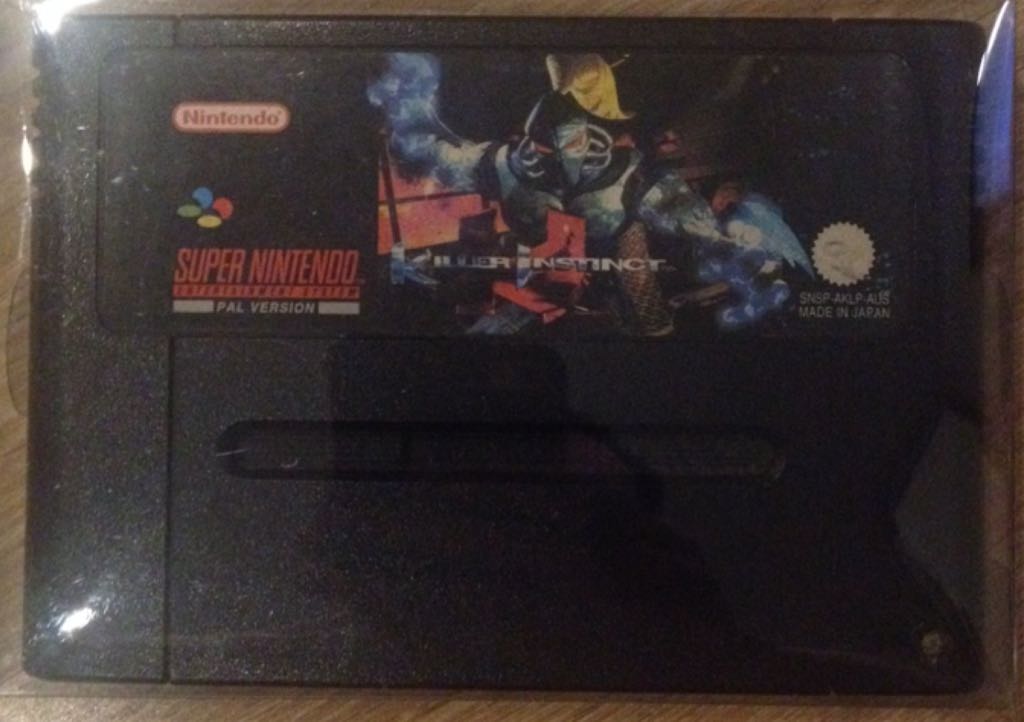 Nintendo®
SUPER NINTENDO
ENTERTAINMENT SYSTEM
PAL VERSION
KILLER INSTINCT
SNSP-AKLP-AUS
MADE IN JAPAN